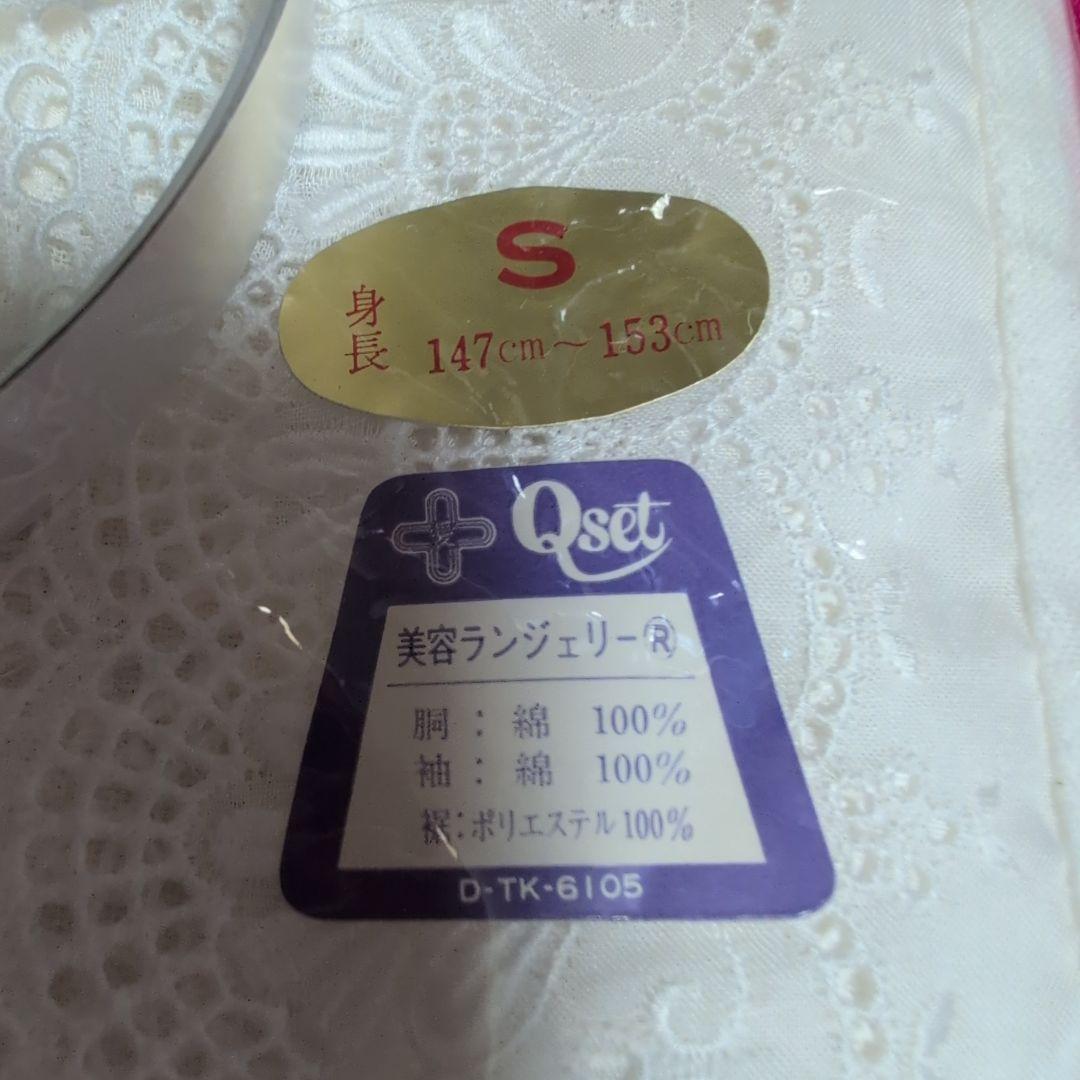 S
身長 147cm～153cm
Qset
美容ランジェリー®
胴：綿 100%
袖：綿 100%
裾：ポリエステル100%
D-TK-6105